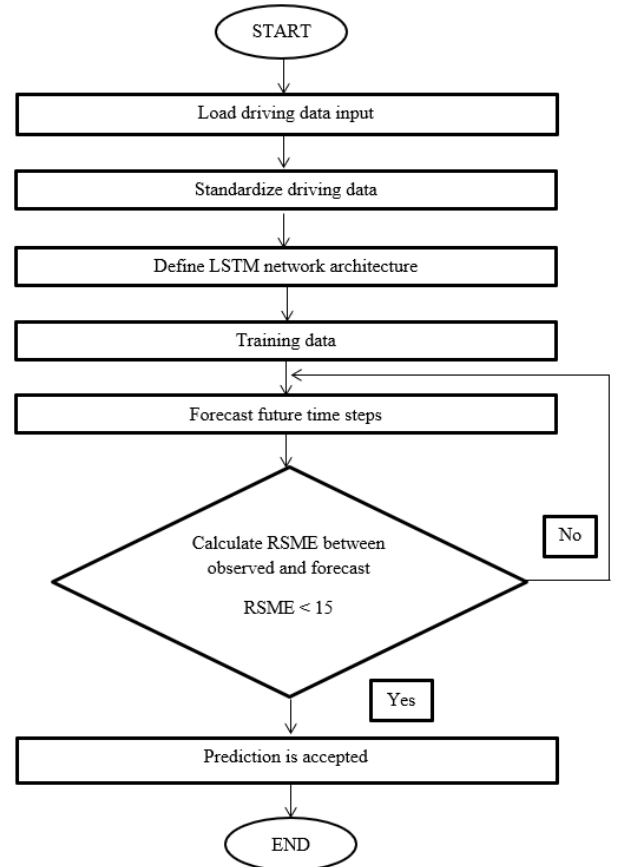 START
Load driving data input
Standardize driving data
Define LSTM network architecture
Training data
Forecast future time steps
Calculate RSME between
observed and forecast
RSME < 15
No
Yes
Prediction is accepted
END